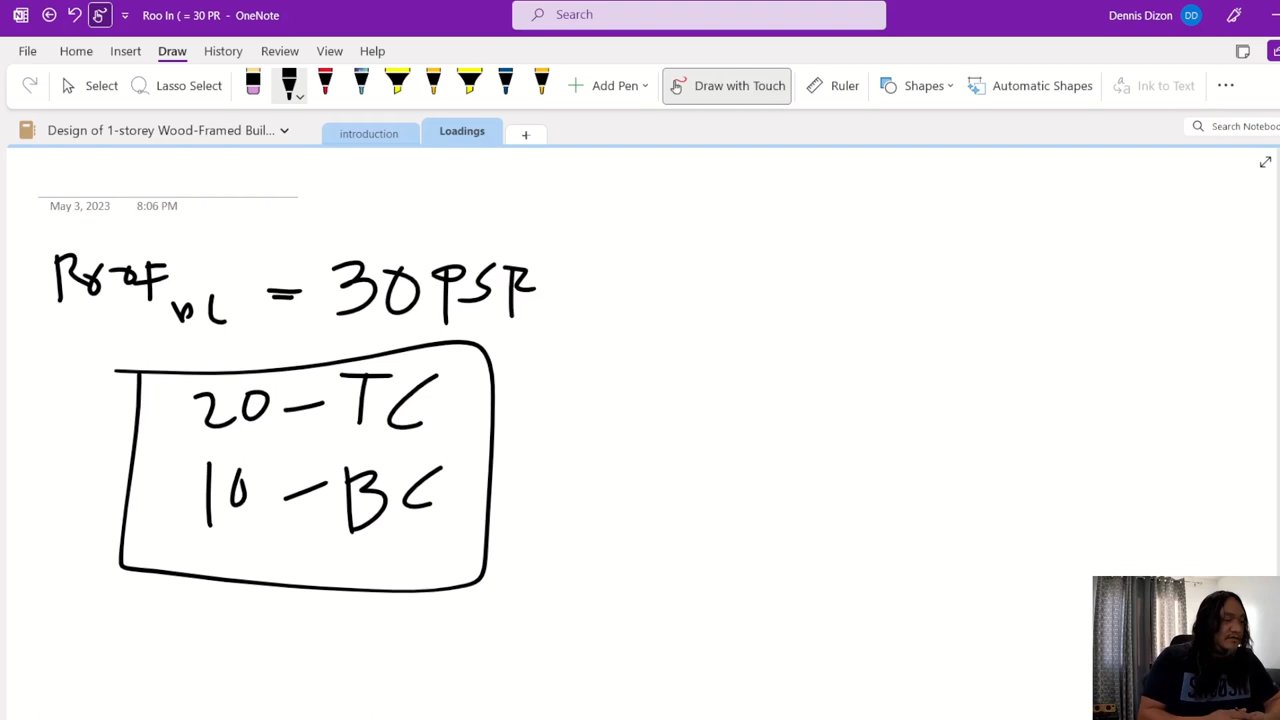 Roo In ( = 30 PR - OneNote
Search
Dennis Dizon DD
File Home Insert Draw History Review View Help
Select Lasso Select Add Pen Draw with Touch Ruler Shapes Automatic Shapes Ink to Text
Design of 1-storey Wood-Framed Buil... introduction Loadings + Search Notebo
May 3, 2023 8:06 PM
Roof DL = 30 PSF
20 - TC
10 - BC